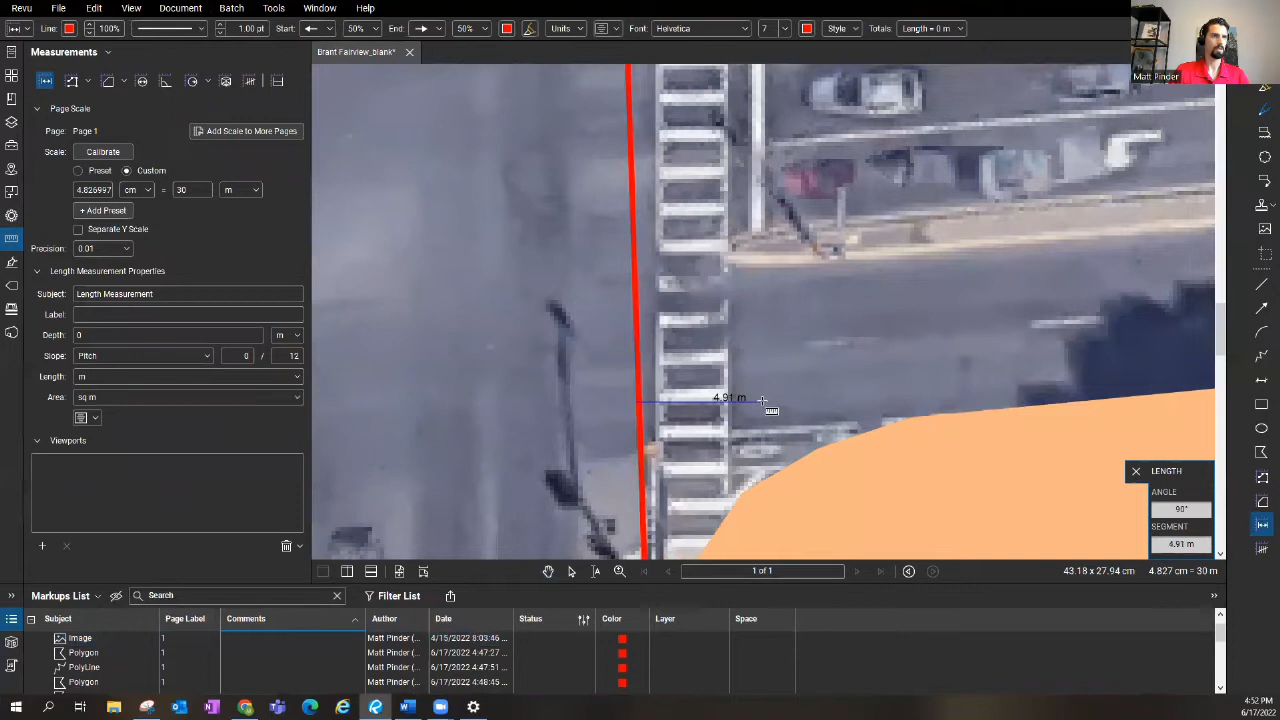 Revu File Edit View Document Batch Tools Window Help
Line: 100% 1.00 pt Start: 50% End: 50% Units Font: Helvetica 7 Style Totals: Length = 0 m
Measurements
Brant Fairview_blank*
Matt Pinder
Page Scale
Page: Page 1
Add Scale to More Pages
Scale: Calibrate
Preset Custom
4.826997 cm = 30 m
+ Add Preset
Separate Y Scale
Precision: 0.01
Length Measurement Properties
Subject: Length Measurement
Label:
Depth: 0 m
Slope: Pitch 0 / 12
Length: m
Area: sq m
Viewports
4.91 m
LENGTH
ANGLE
90°
SEGMENT
4.91 m
1 of 1
43.18 x 27.94 cm
4.827 cm = 30 m
Markups List Search Filter List
Subject Page Label Comments Author Date Status Color Layer Space
Image 1 Matt Pinder (... 4/15/2022 8:03:46 ...
Polygon 1 Matt Pinder (... 6/17/2022 4:47:27 ...
PolyLine 1 Matt Pinder (... 6/17/2022 4:47:51 ...
Polygon 1 Matt Pinder (... 6/17/2022 4:48:45 ...
4:52 PM
6/17/2022